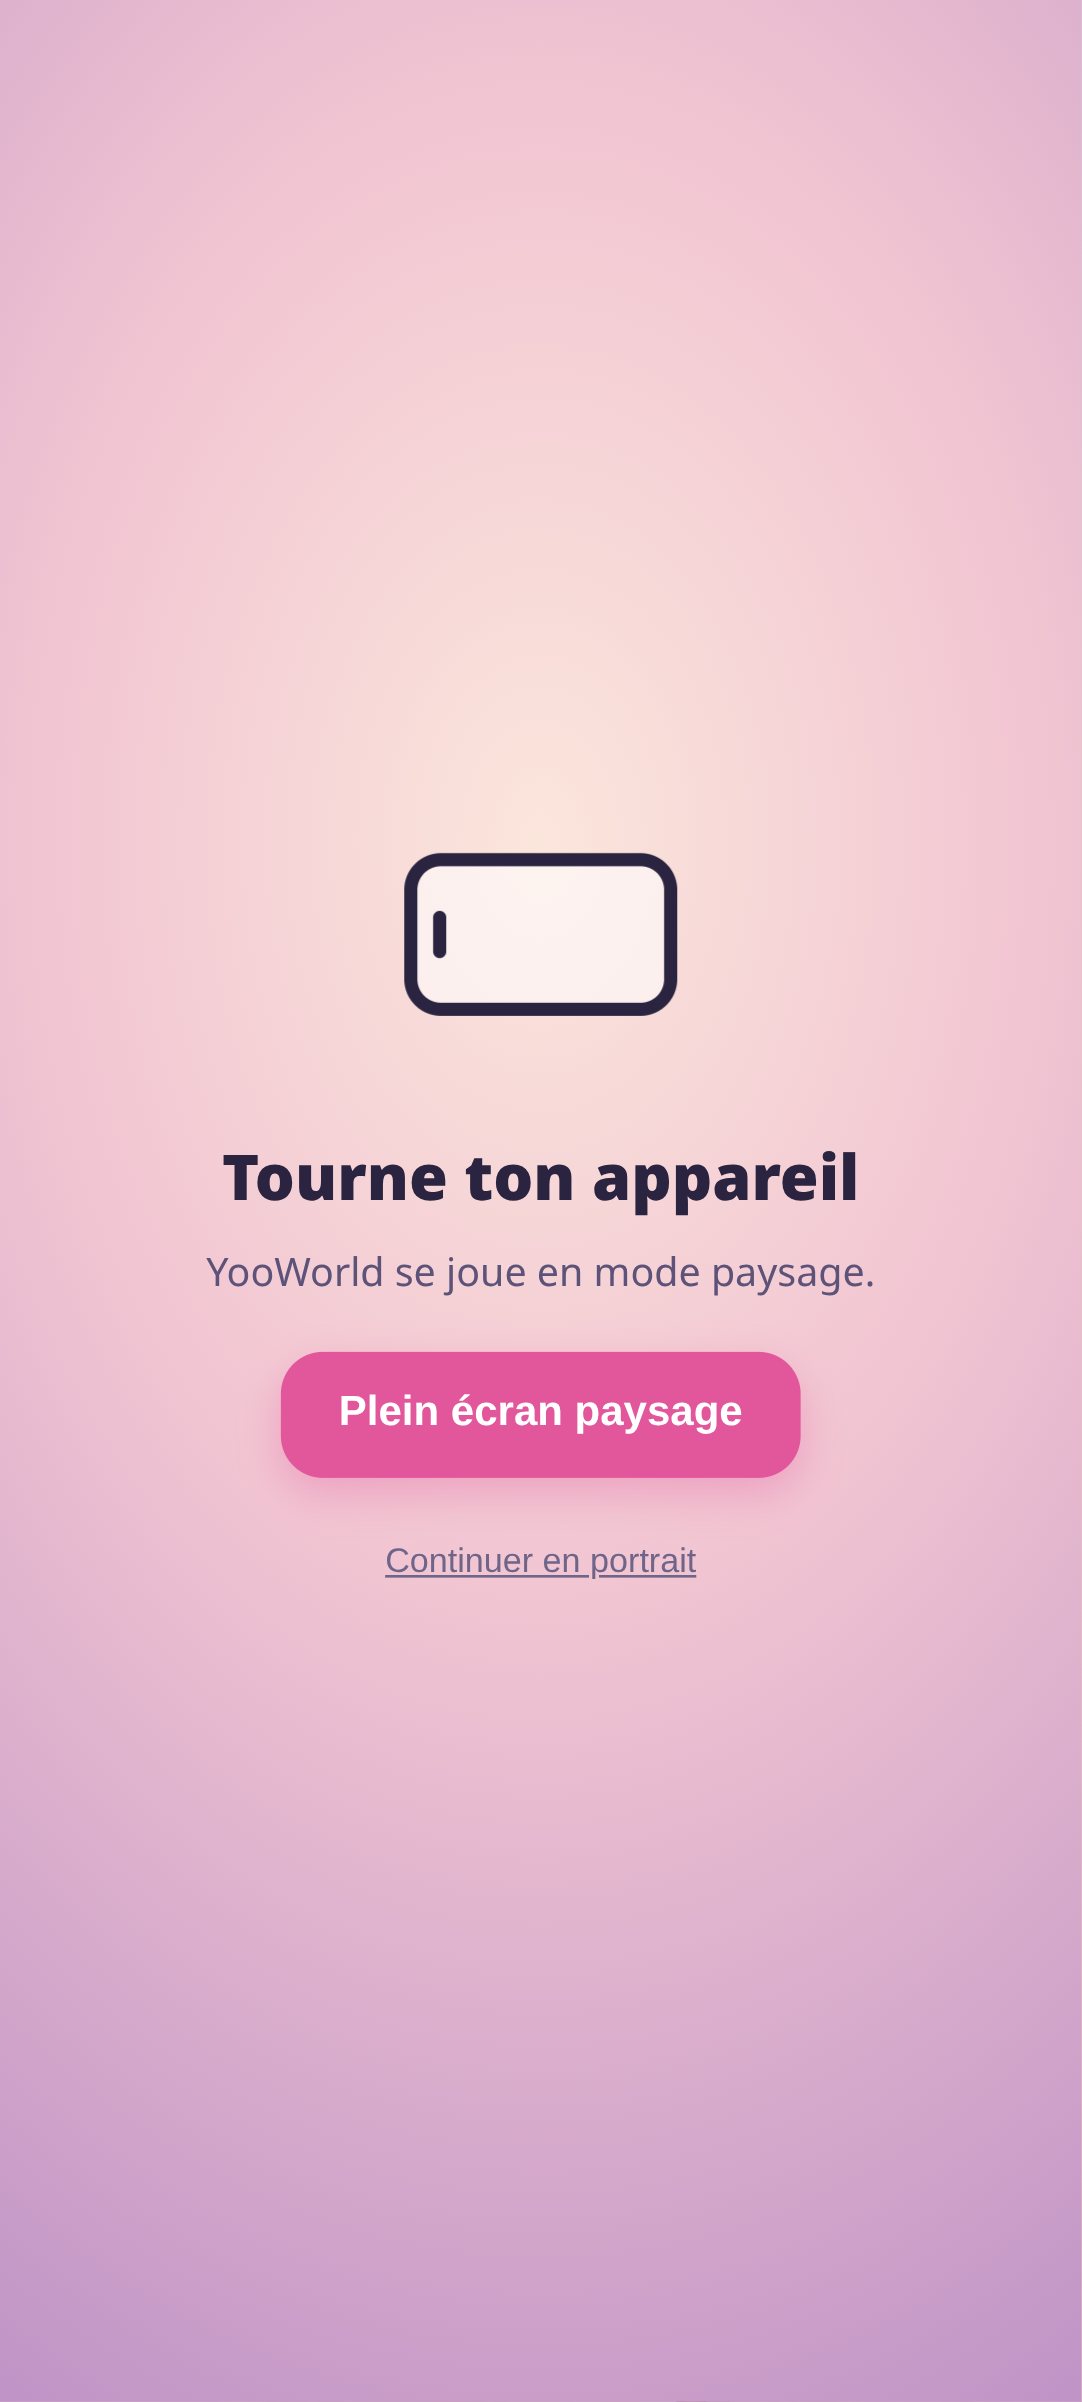 Tourne ton appareil
YooWorld se joue en mode paysage.
Plein écran paysage
Continuer en portrait